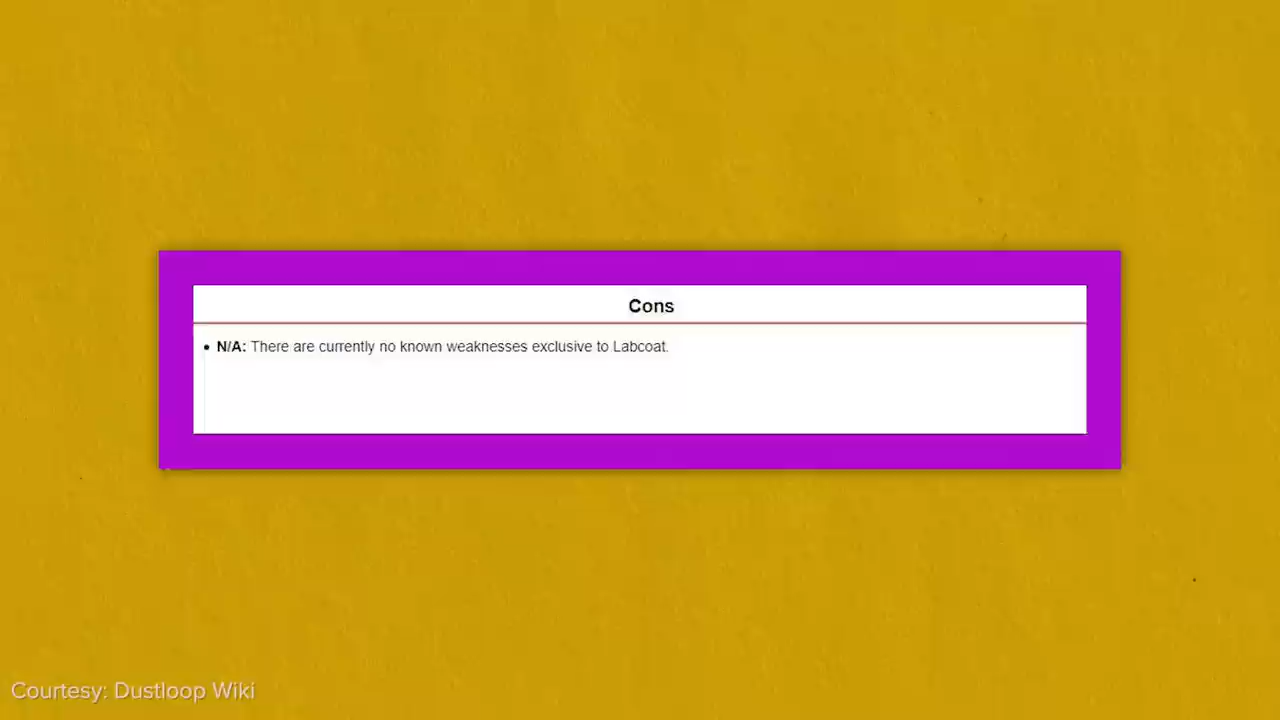 Cons
• N/A: There are currently no known weaknesses exclusive to Labcoat.
Courtesy: Dustloop Wiki